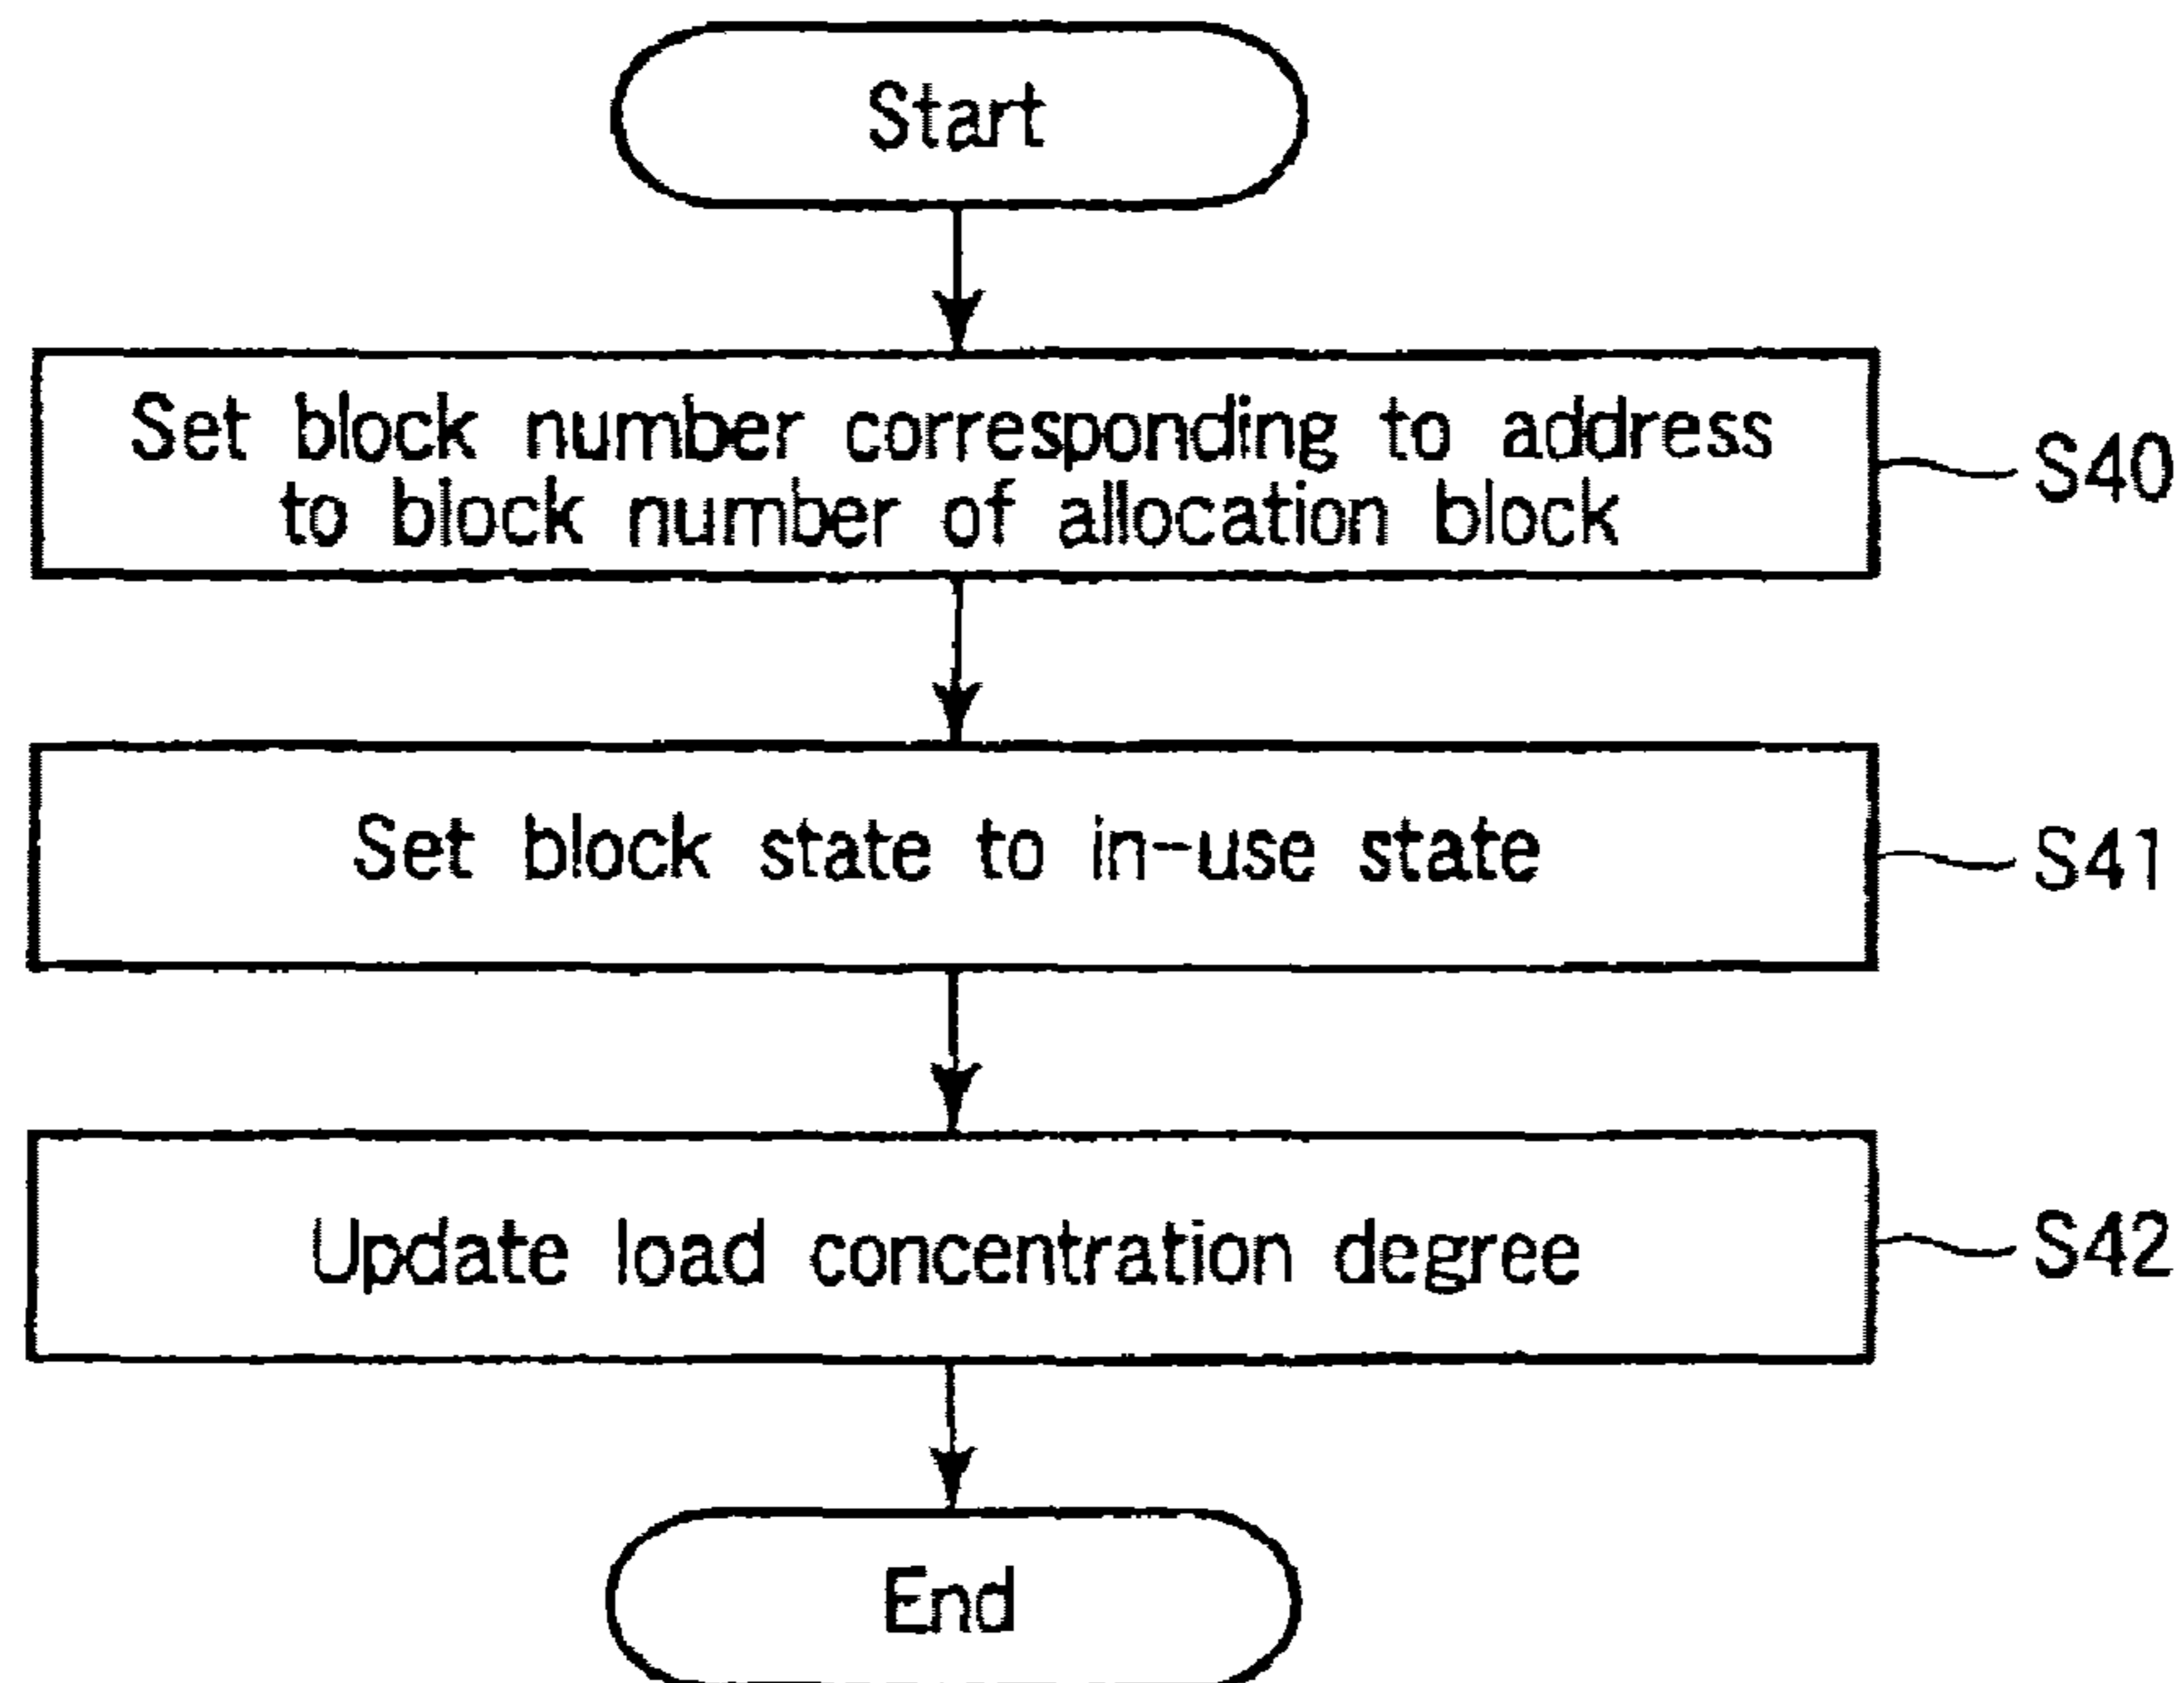 Start
Set block number corresponding to address
to block number of allocation block
S40
Set block state to in-use state
S41
Update load concentration degree
S42
End